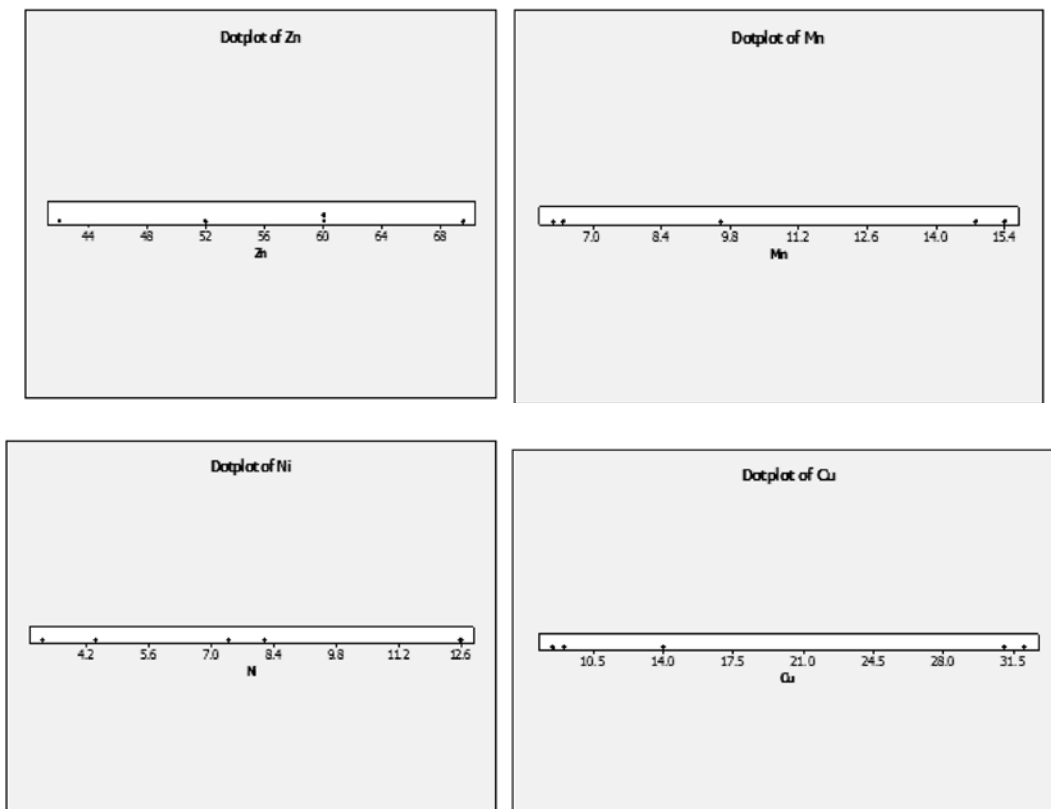 Dotplot of Zn
44 48 52 56 60 64 68
Zn
Dotplot of Mn
7.0 8.4 9.8 11.2 12.6 14.0 15.4
Mn
Dotplot of Ni
4.2 5.6 7.0 8.4 9.8 11.2 12.6
Ni
Dotplot of Cu
10.5 14.0 17.5 21.0 24.5 28.0 31.5
Cu